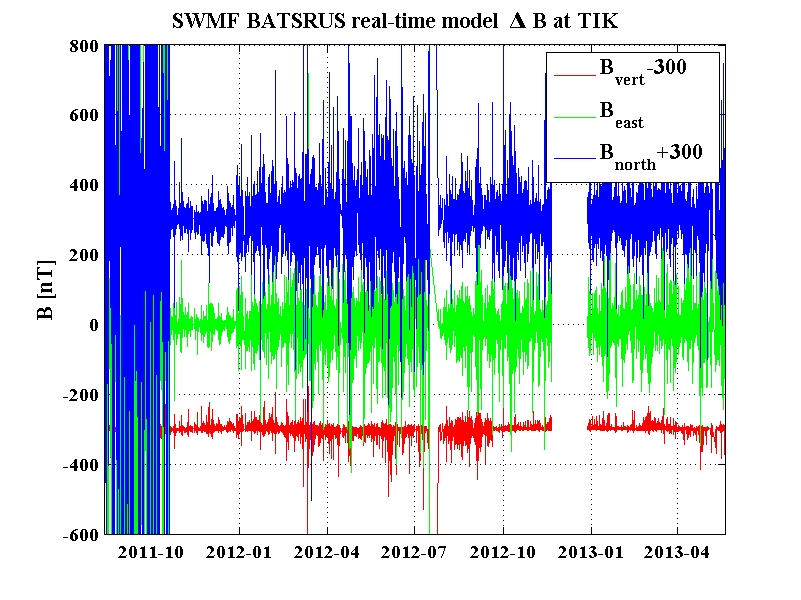 SWMF BATSRUS real-time model Δ B at TIK
B [nT]
800
600
400
200
0
-200
-400
-600
2011-10 2012-01 2012-04 2012-07 2012-10 2013-01 2013-04
Bvert-300
Beast
Bnorth+300